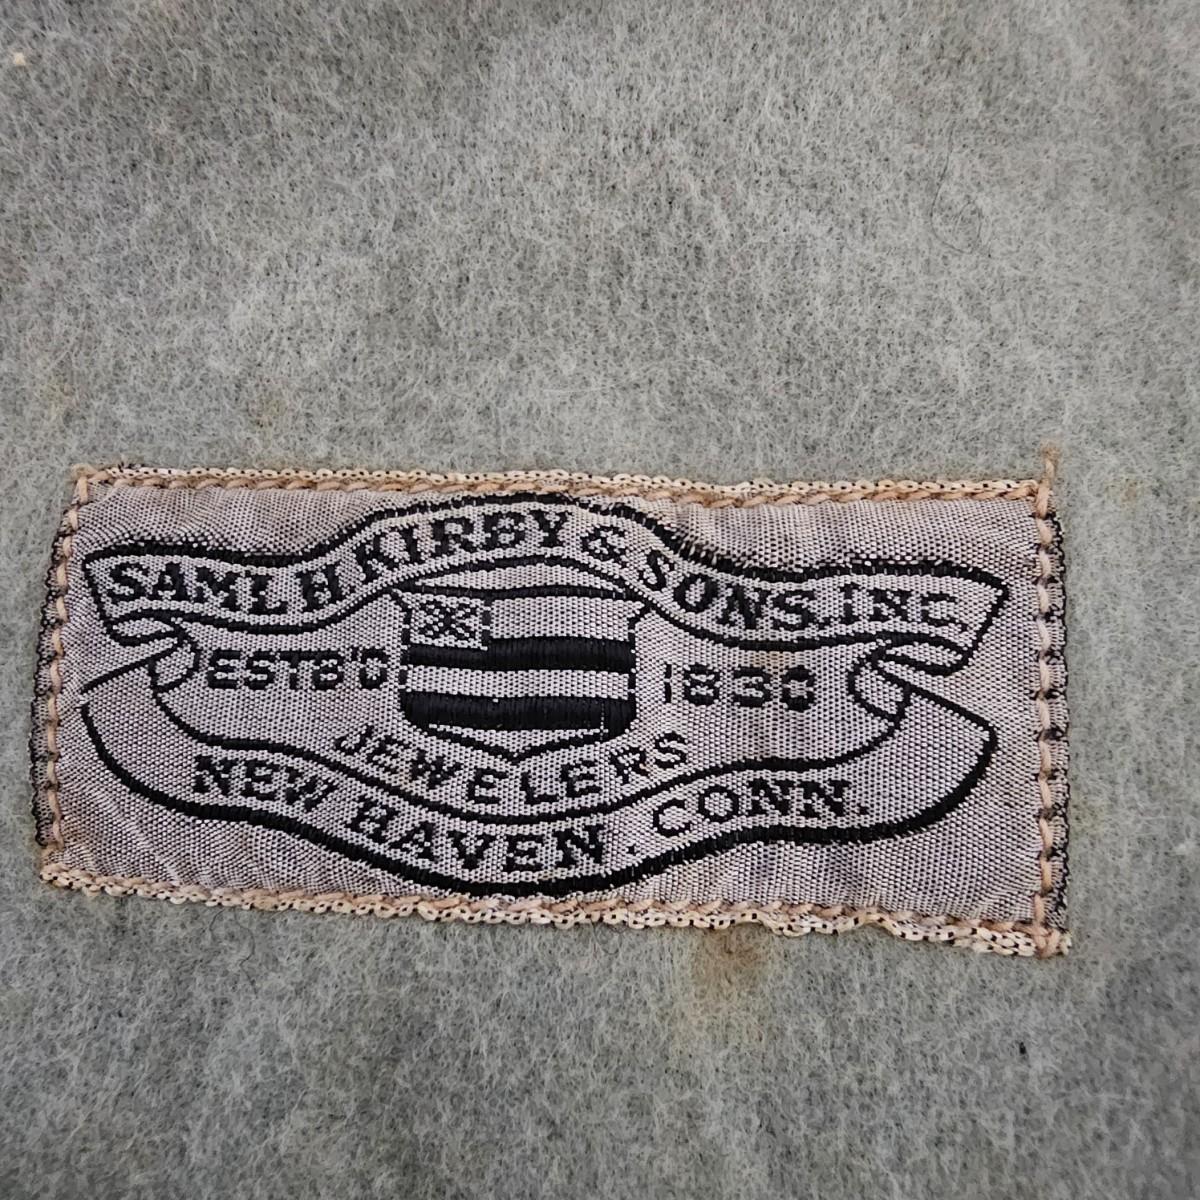 SAML H KIRBY & SONS. INC.
ESTB'D 1830
JEWELERS
NEW HAVEN. CONN.